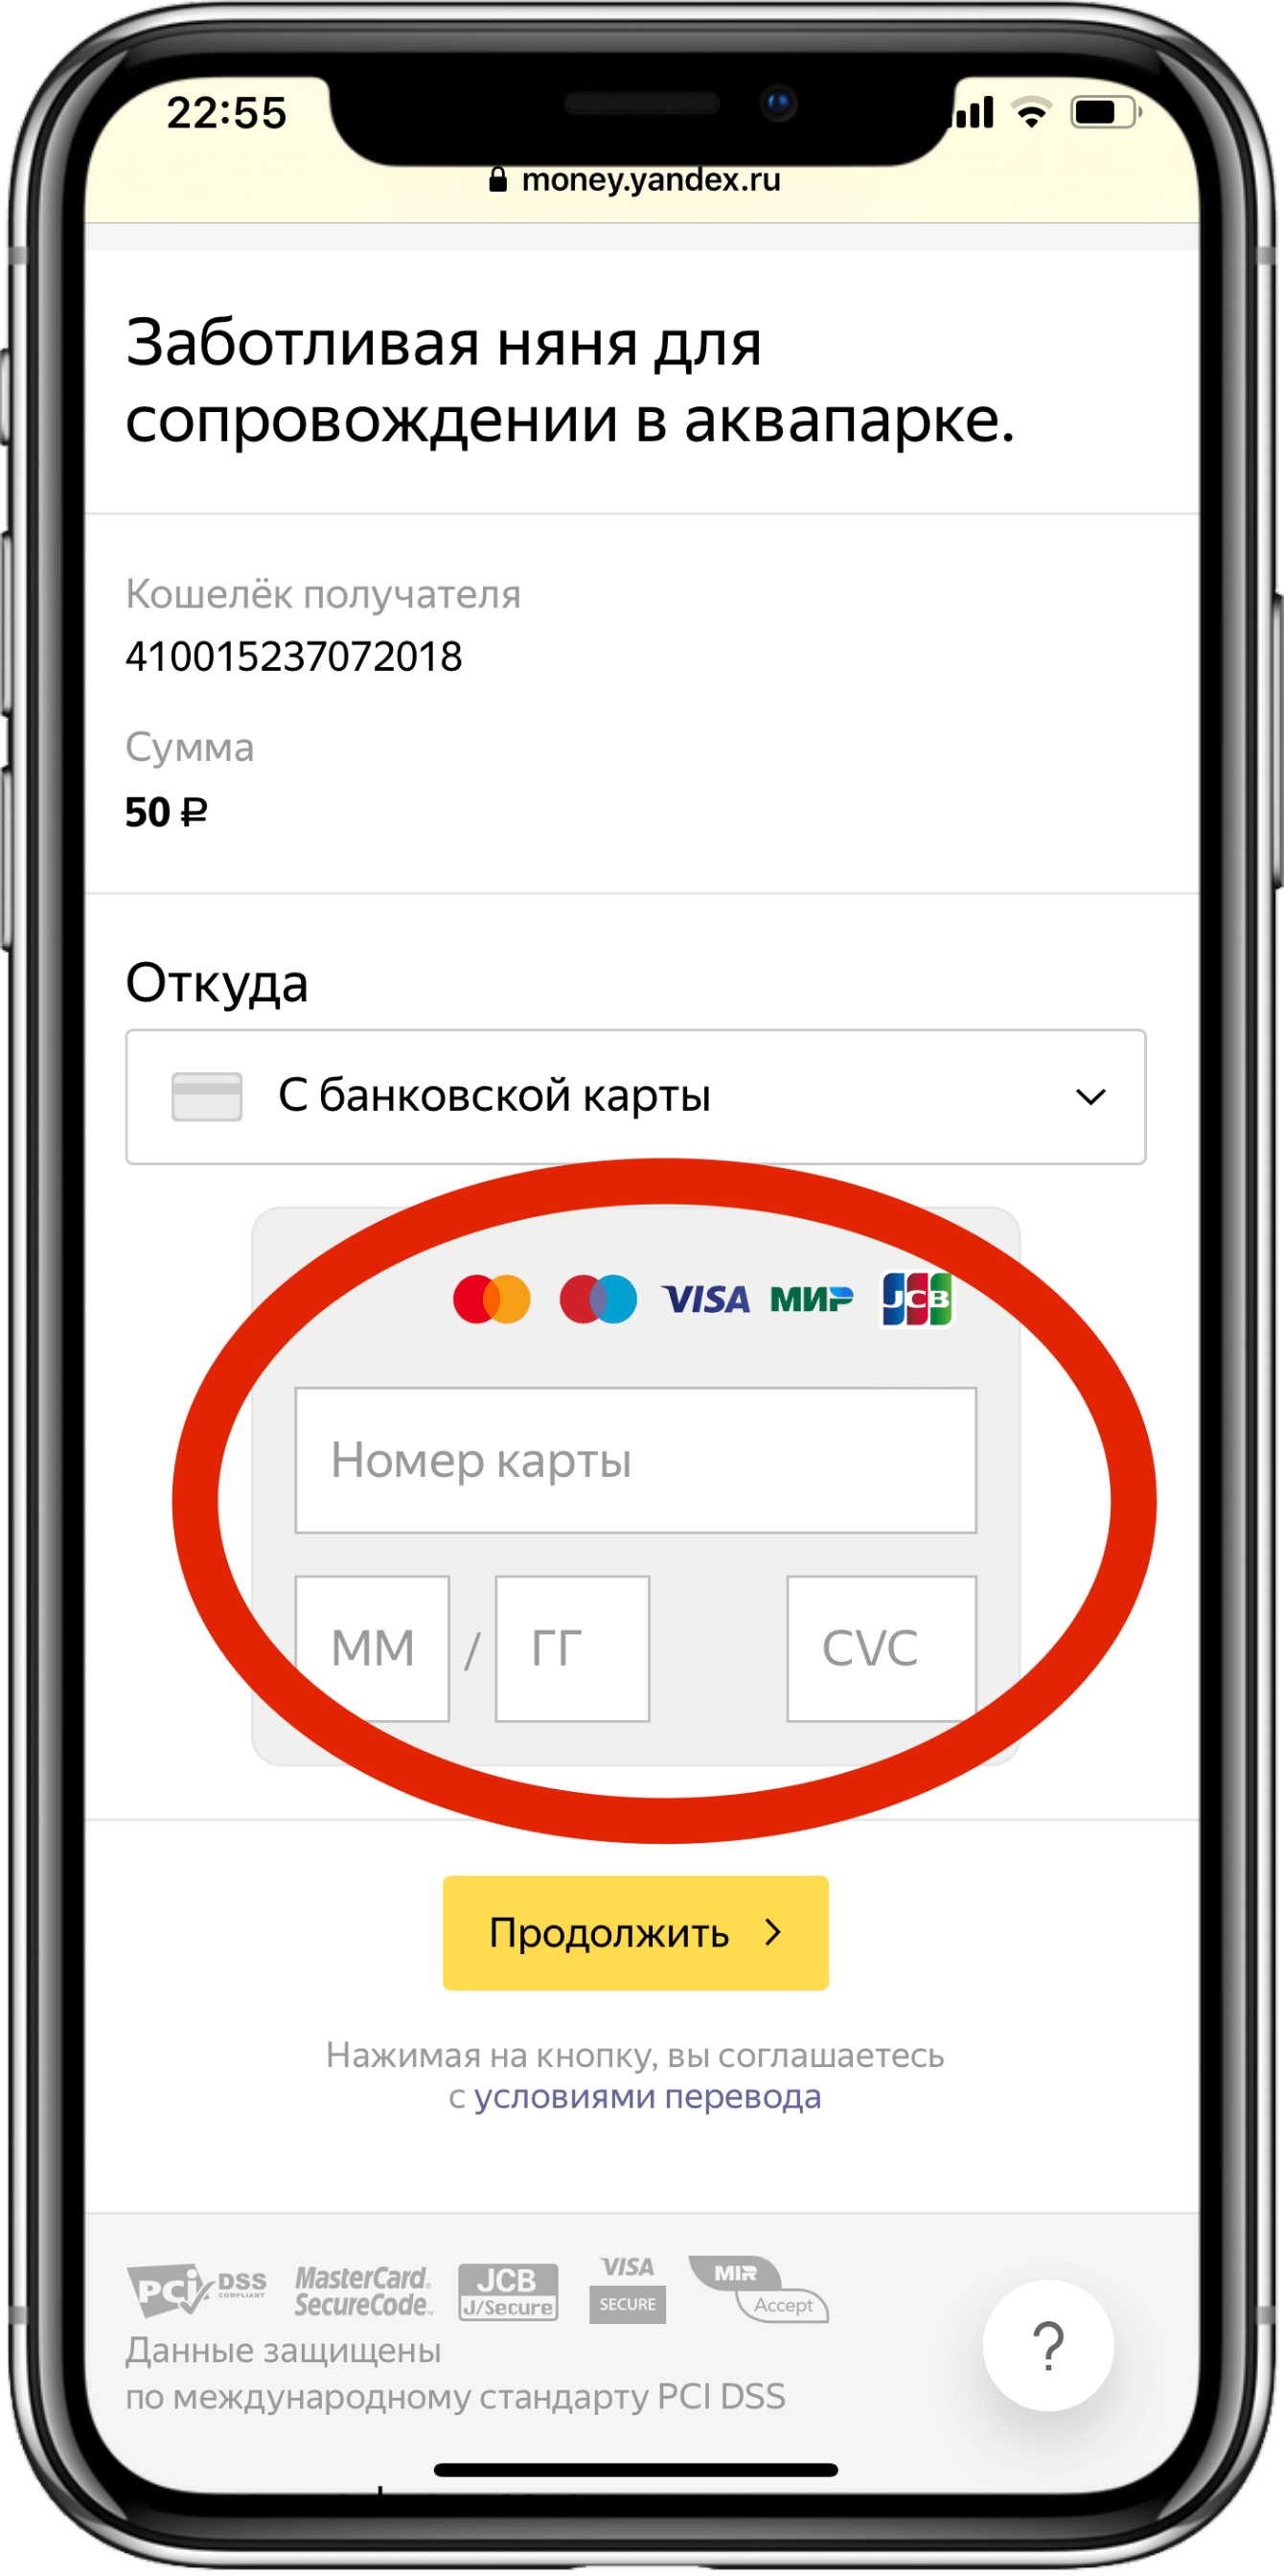 22:55
money.yandex.ru
Заботливая няня для
сопровождении в аквапарке.
Кошелёк получателя
410015237072018
Сумма
50 ₽
Откуда
С банковской карты
VISA МИР JCB
Номер карты
ММ / ГГ CVC
Продолжить
Нажимая на кнопку, вы соглашаетесь
с условиями перевода
PCI DSS COMPLIANT MasterCard. SecureCode. JCB J/Secure VISA SECURE MIR Accept
Данные защищены
по международному стандарту PCI DSS
?